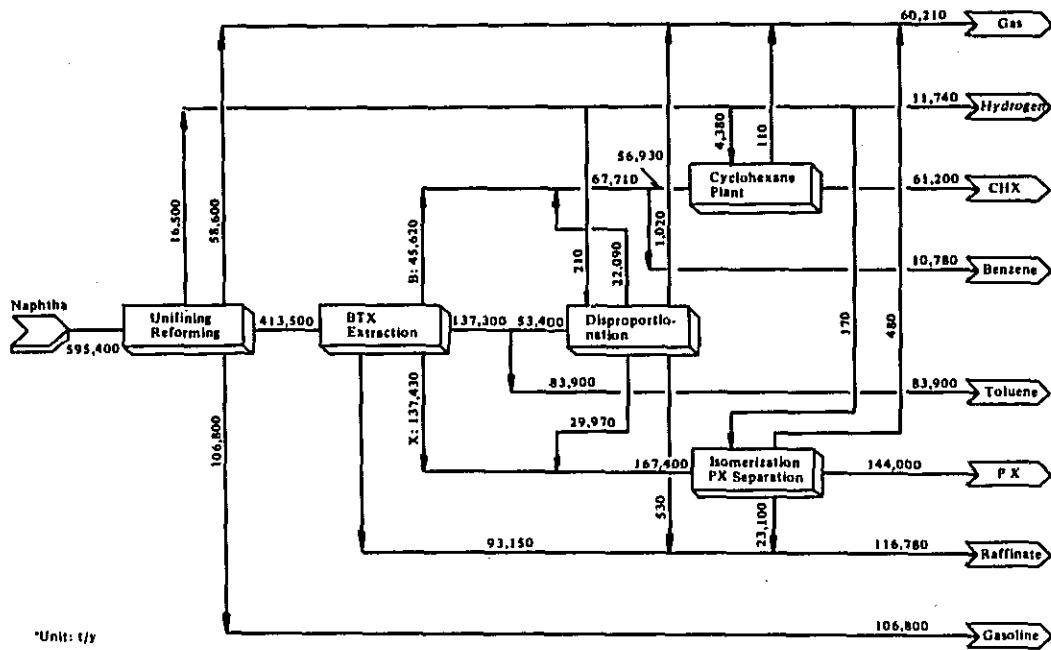 60,210
Gas
11,740
Hydrogen
4,380
110
56,930
67,710
Cyclohexane
Plant
61,200
CHX
16,500
58,600
B: 45,620
210
22,090
1,020
10,780
Benzene
Naphtha
595,400
Unifining
Reforming
413,500
BTX
Extraction
137,300
53,400
Disproportio-
nation
170
480
83,900
83,900
Toluene
106,800
X: 137,430
29,970
167,400
Isomerization
PX Separation
144,000
PX
530
23,100
93,150
116,780
Raffinate
*Unit: t/y
106,800
Gasoline